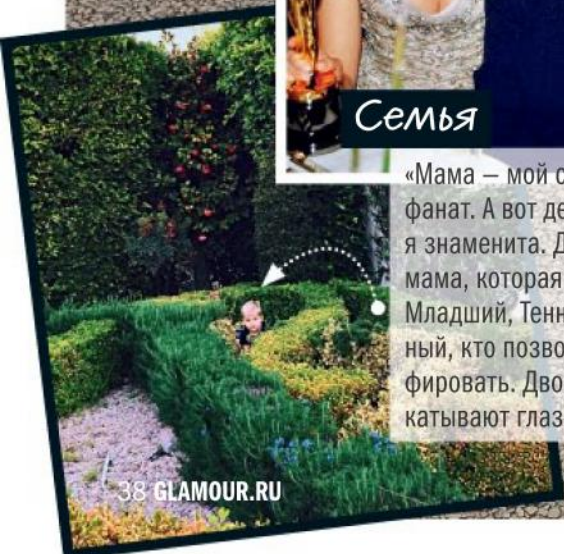 Семья
«Мама – мой с
фанат. А вот де
я знаменита. Д
мама, которая
Младший, Тенн
ный, кто позво
фировать. Дво
катывают глаз
38 GLAMOUR.RU